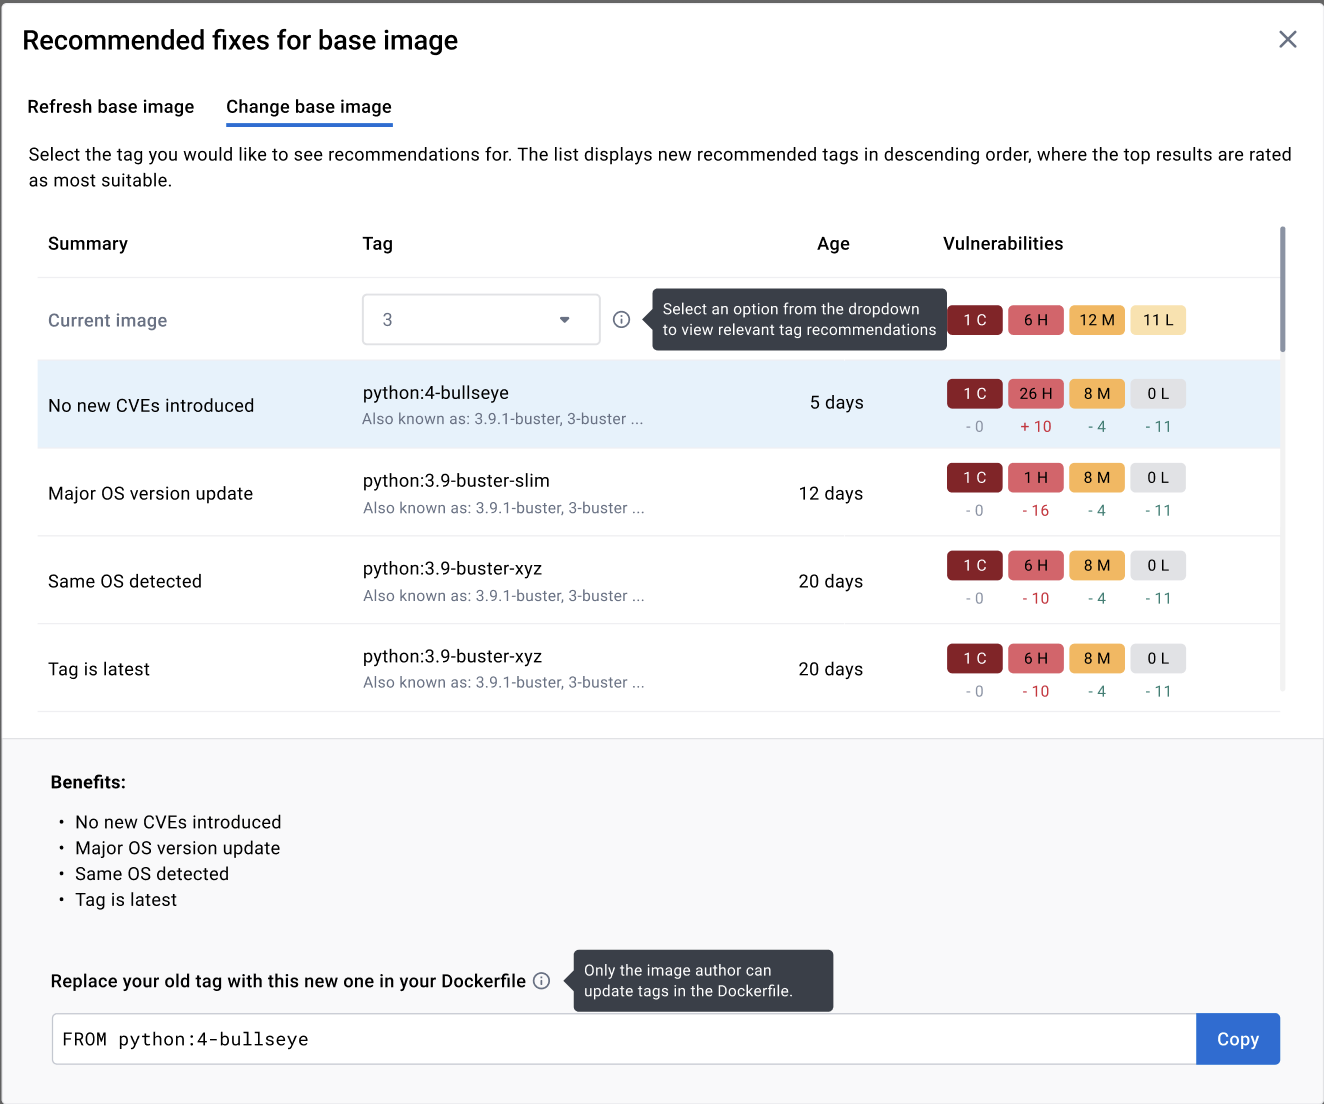 Recommended fixes for base image
Refresh base image
Change base image
Select the tag you would like to see recommendations for. The list displays new recommended tags in descending order, where the top results are rated
as most suitable.
Summary Tag Age Vulnerabilities
Current image 3
Select an option from the dropdown
to view relevant tag recommendations
1 C 6 H 12 M 11 L
No new CVEs introduced
python:4-bullseye
Also known as: 3.9.1-buster, 3-buster ...
5 days
1 C 26 H 8 M 0 L
- 0 + 10 - 4 - 11
Major OS version update
python:3.9-buster-slim
Also known as: 3.9.1-buster, 3-buster ...
12 days
1 C 1 H 8 M 0 L
- 0 - 16 - 4 - 11
Same OS detected
python:3.9-buster-xyz
Also known as: 3.9.1-buster, 3-buster ...
20 days
1 C 6 H 8 M 0 L
- 0 - 10 - 4 - 11
Tag is latest
python:3.9-buster-xyz
Also known as: 3.9.1-buster, 3-buster ...
20 days
1 C 6 H 8 M 0 L
- 0 - 10 - 4 - 11
Benefits:
• No new CVEs introduced
• Major OS version update
• Same OS detected
• Tag is latest
Replace your old tag with this new one in your Dockerfile
Only the image author can
update tags in the Dockerfile.
FROM python:4-bullseye
Copy